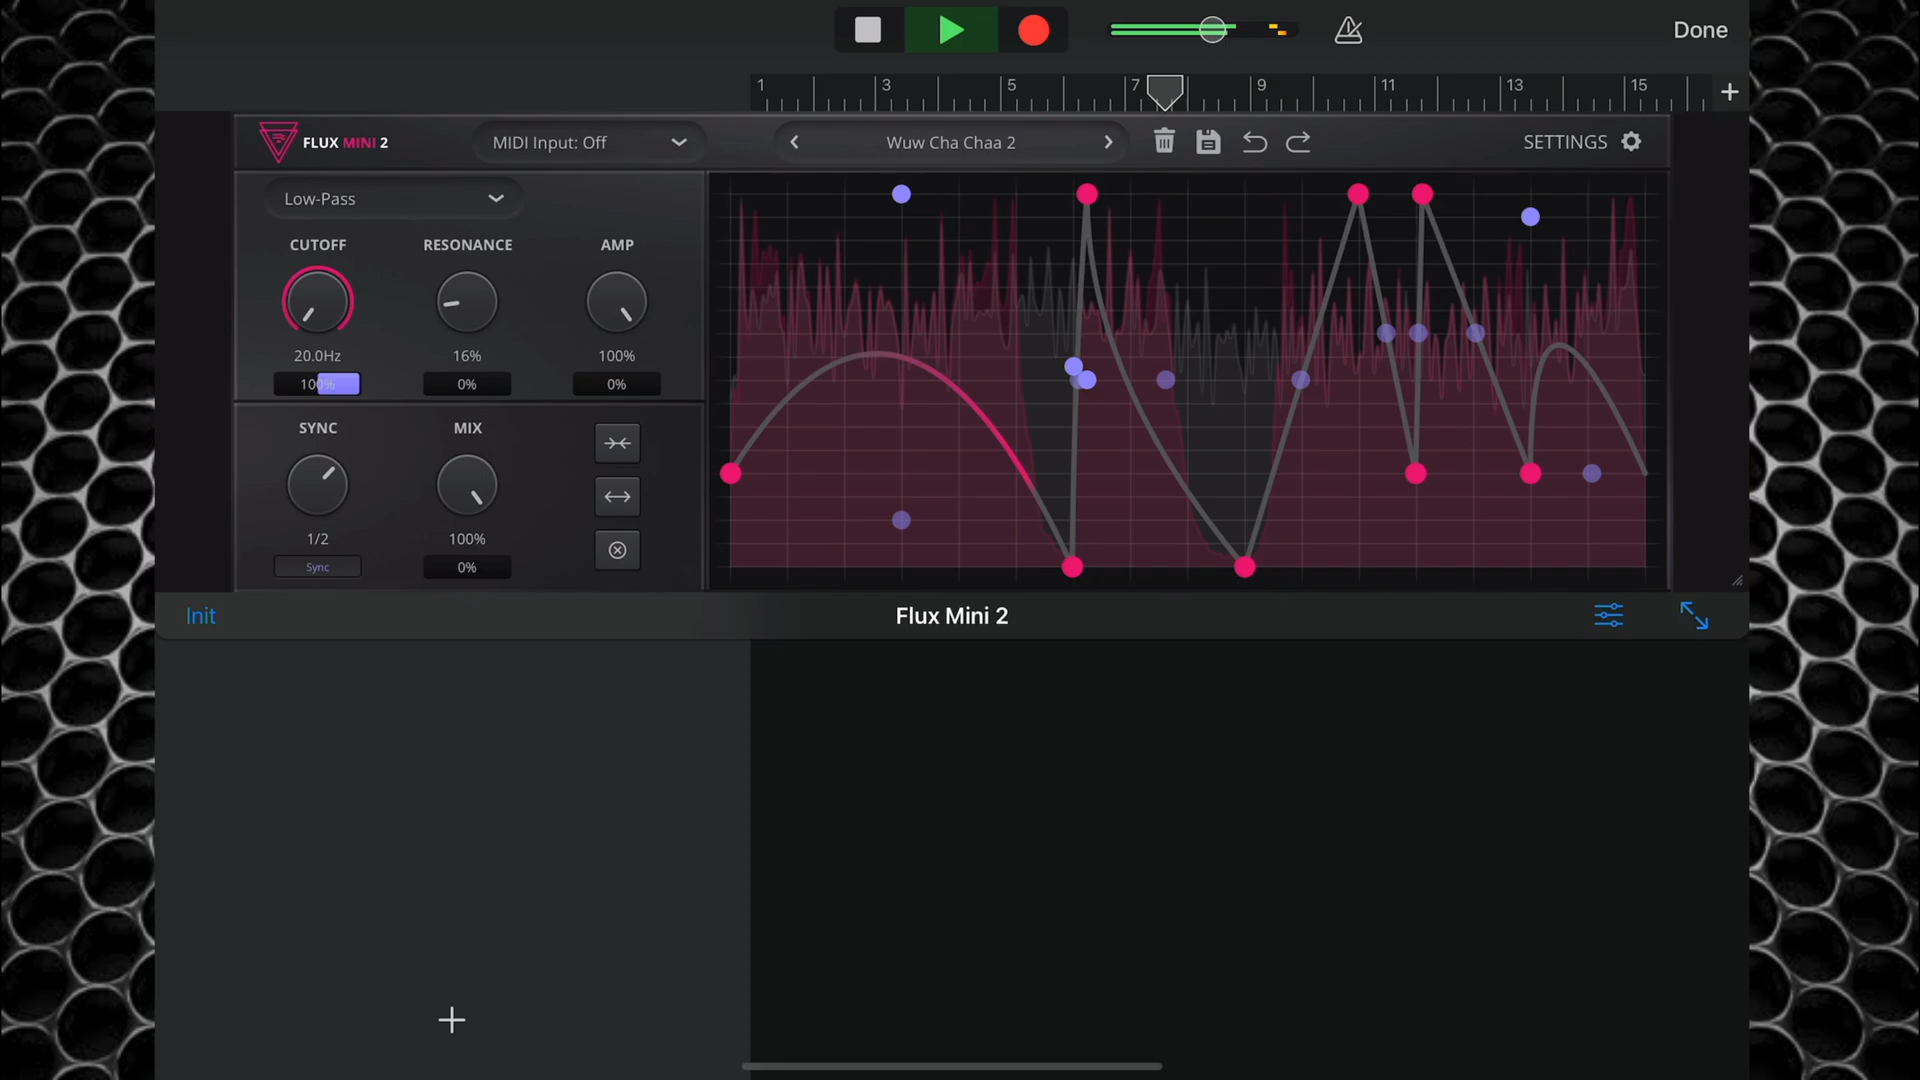 Done
1 3 5 7 9 11 13 15
FLUX MINI 2
MIDI Input: Off
Wuw Cha Chaa 2
SETTINGS
Low-Pass
CUTOFF RESONANCE AMP
20.0Hz 16% 100%
100% 0% 0%
SYNC MIX
1/2 100%
Sync 0%
Init
Flux Mini 2